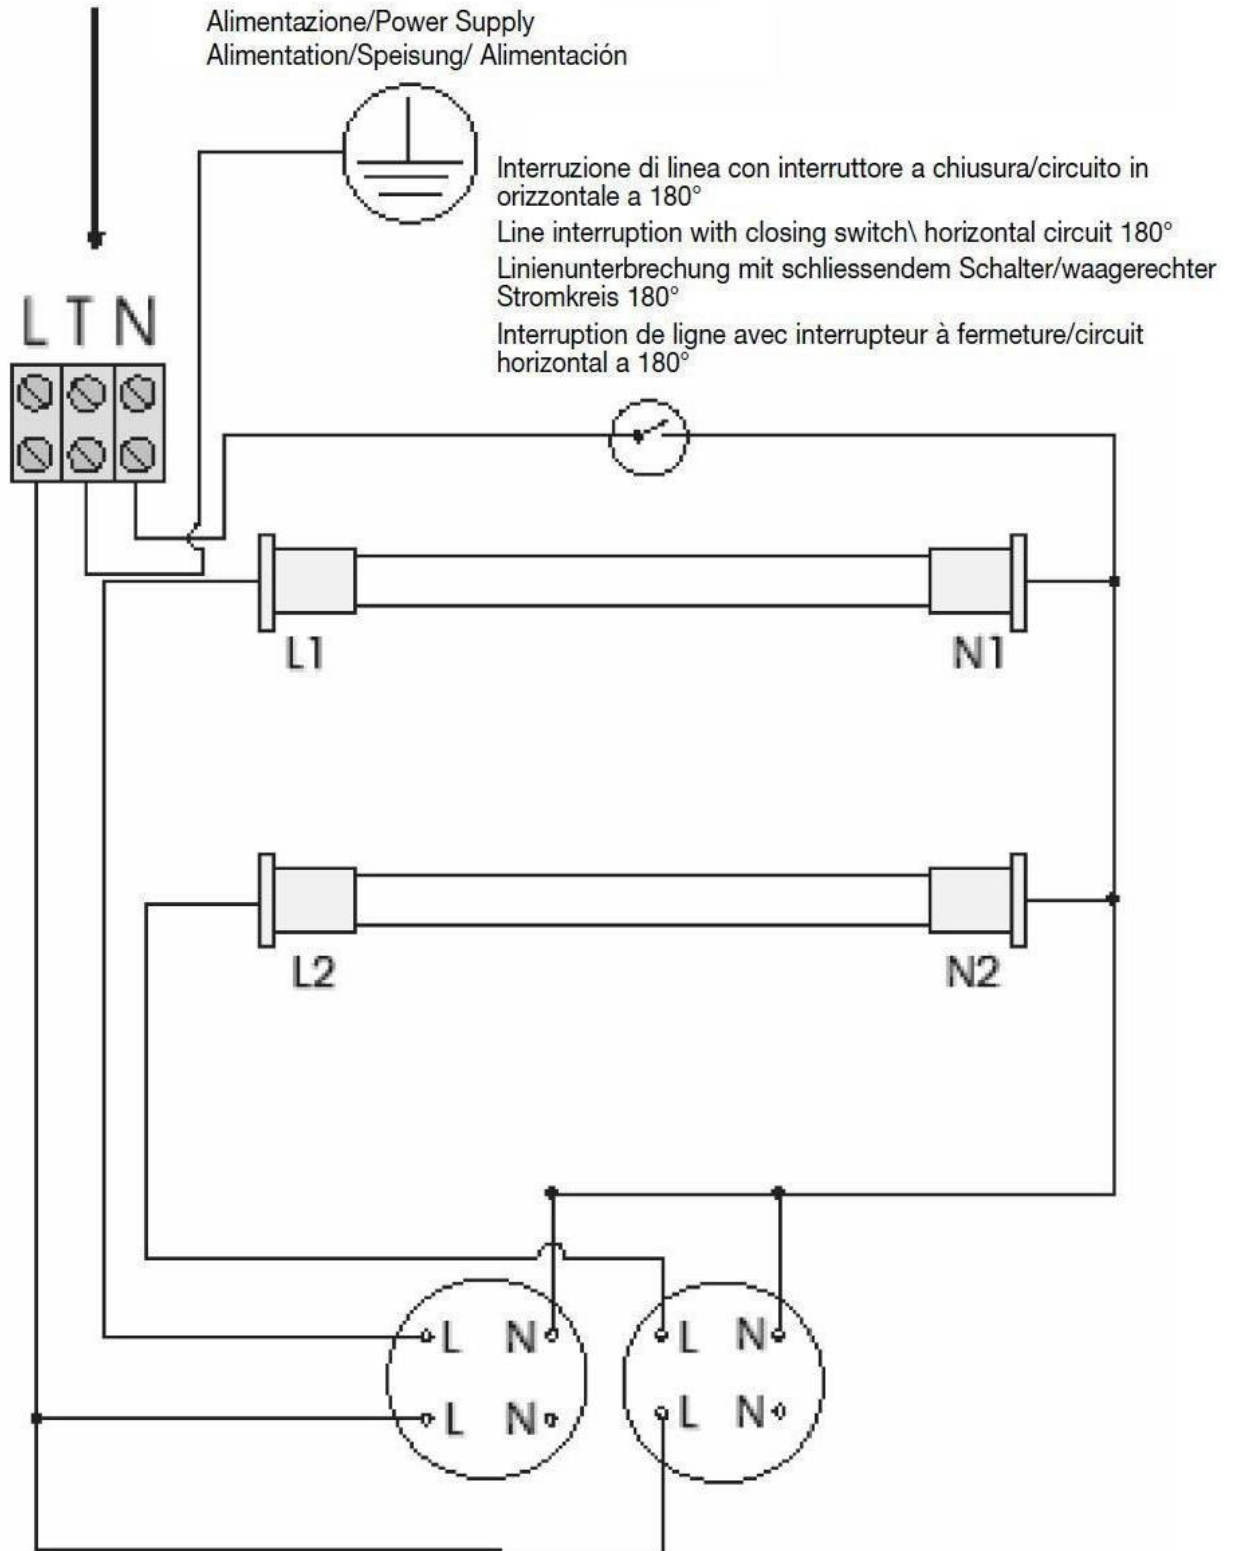 Alimentazione/Power Supply
Alimentation/Speisung/ Alimentación
Interruzione di linea con interruttore a chiusura/circuito in
orizzontale a 180°
Line interruption with closing switch\ horizontal circuit 180°
Linienunterbrechung mit schliessendem Schalter/waagerechter
Stromkreis 180°
Interruption de ligne avec interrupteur à fermeture/circuit
horizontal a 180°
L T N
L1 N1
L2 N2
L N L N
L N L N